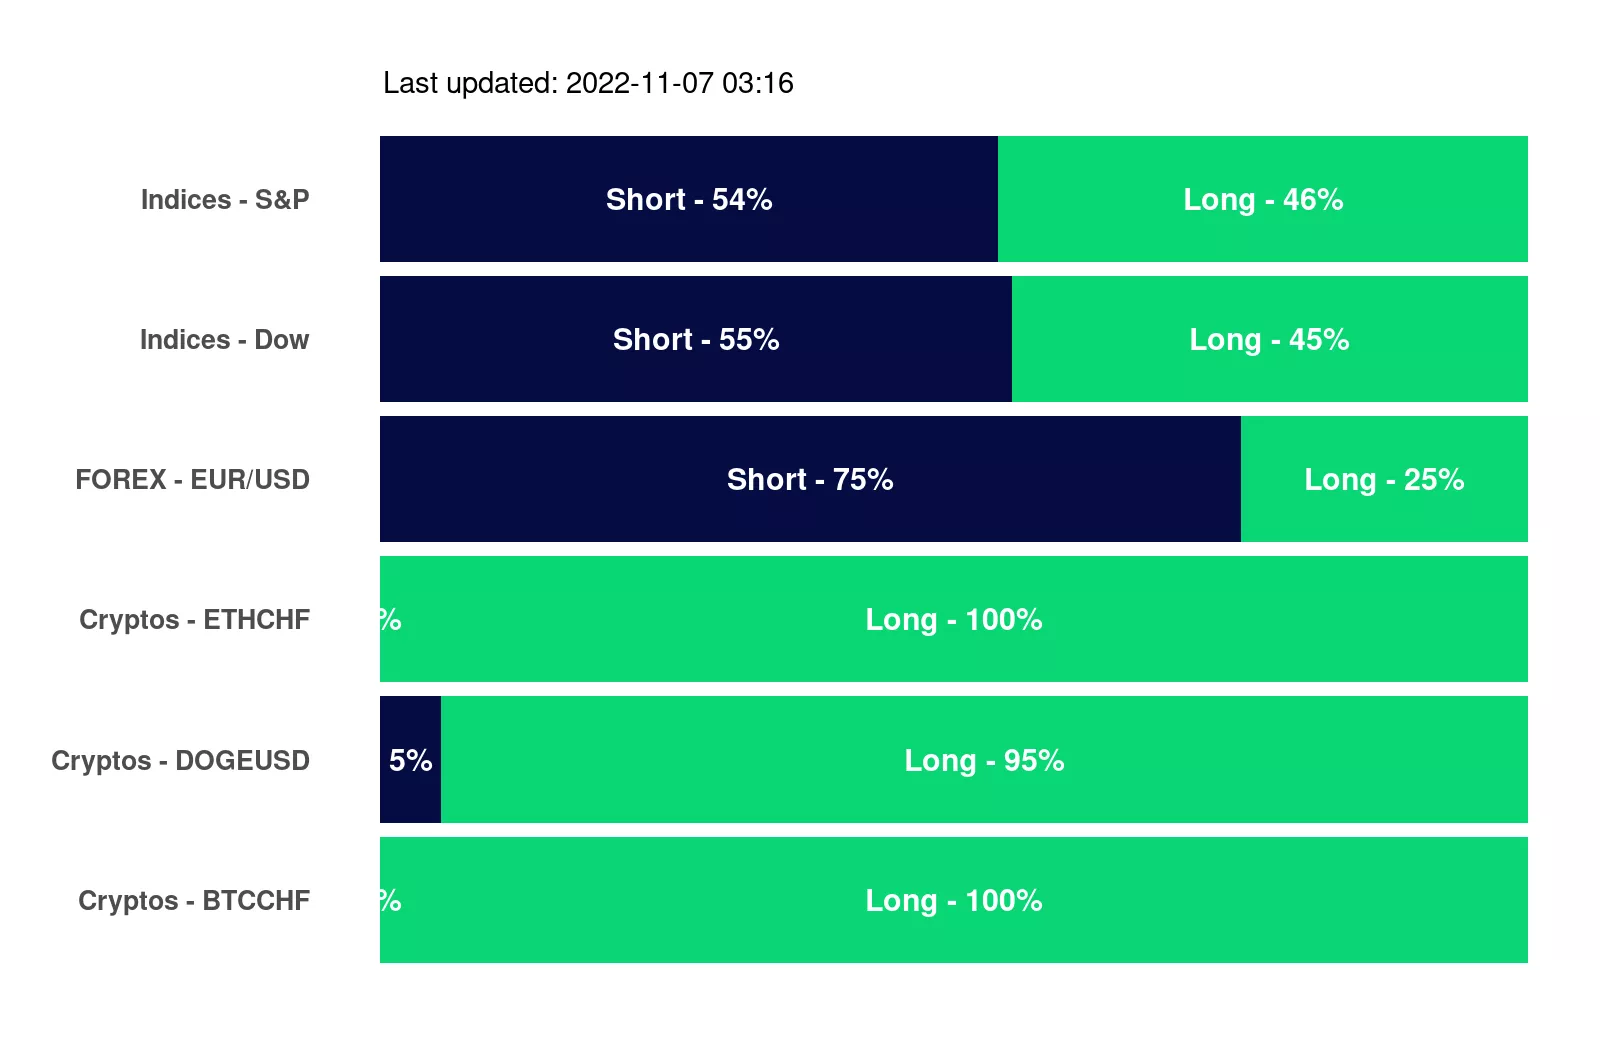 Last updated: 2022-11-07 03:16
Indices - S&P Short - 54% Long - 46%
Indices - Dow Short - 55% Long - 45%
FOREX - EUR/USD Short - 75% Long - 25%
Cryptos - ETHCHF % Long - 100%
Cryptos - DOGEUSD 5% Long - 95%
Cryptos - BTCCHF % Long - 100%